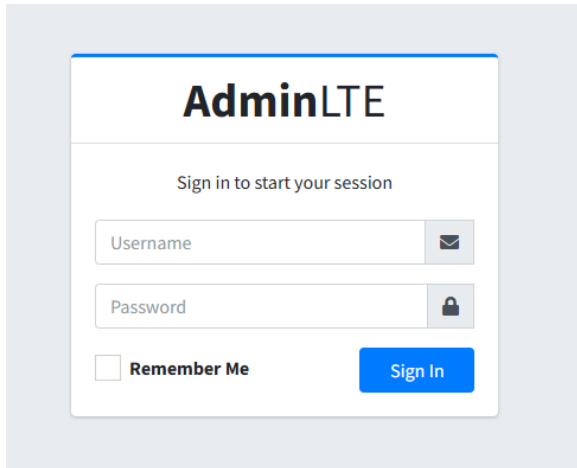 AdminLTE
Sign in to start your session
Username
Password
Remember Me
Sign In